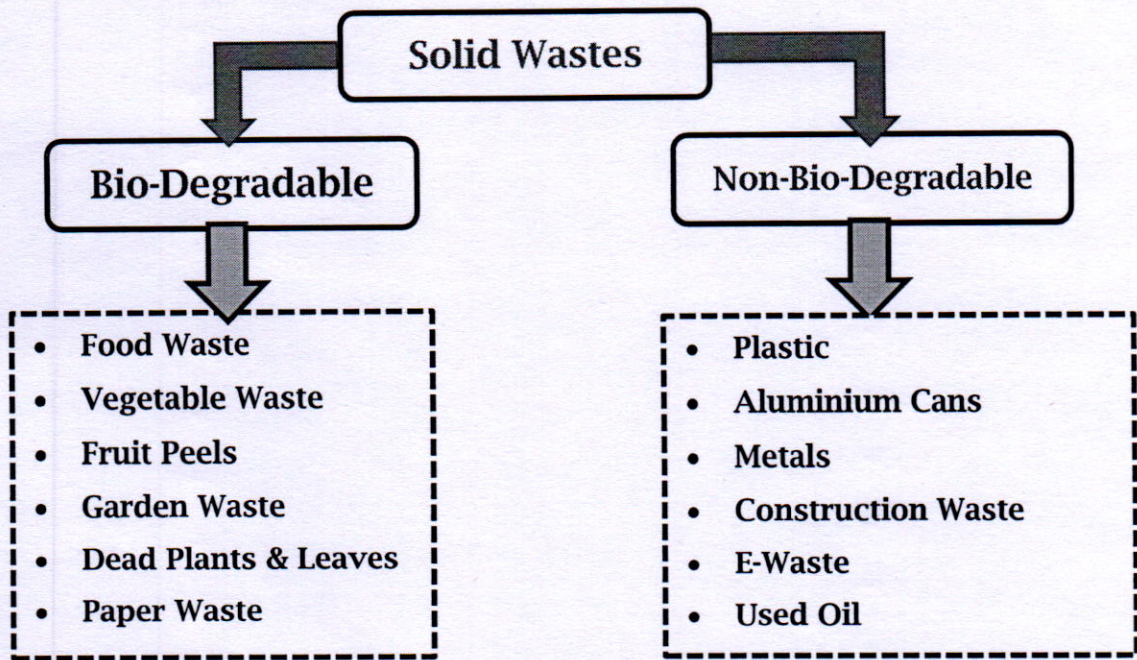 Solid Wastes
Bio-Degradable
Non-Bio-Degradable
• Food Waste
• Vegetable Waste
• Fruit Peels
• Garden Waste
• Dead Plants & Leaves
• Paper Waste
• Plastic
• Aluminium Cans
• Metals
• Construction Waste
• E-Waste
• Used Oil